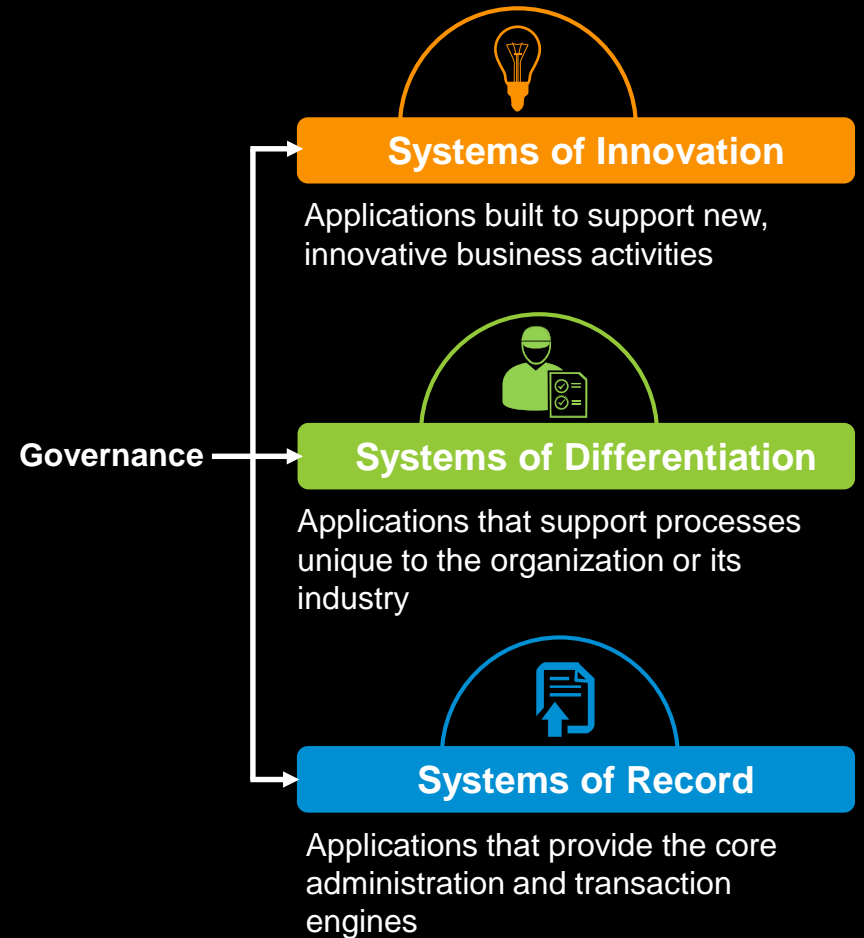 Systems of Innovation
Applications built to support new,
innovative business activities
Governance
Systems of Differentiation
Applications that support processes
unique to the organization or its
industry
Systems of Record
Applications that provide the core
administration and transaction
engines